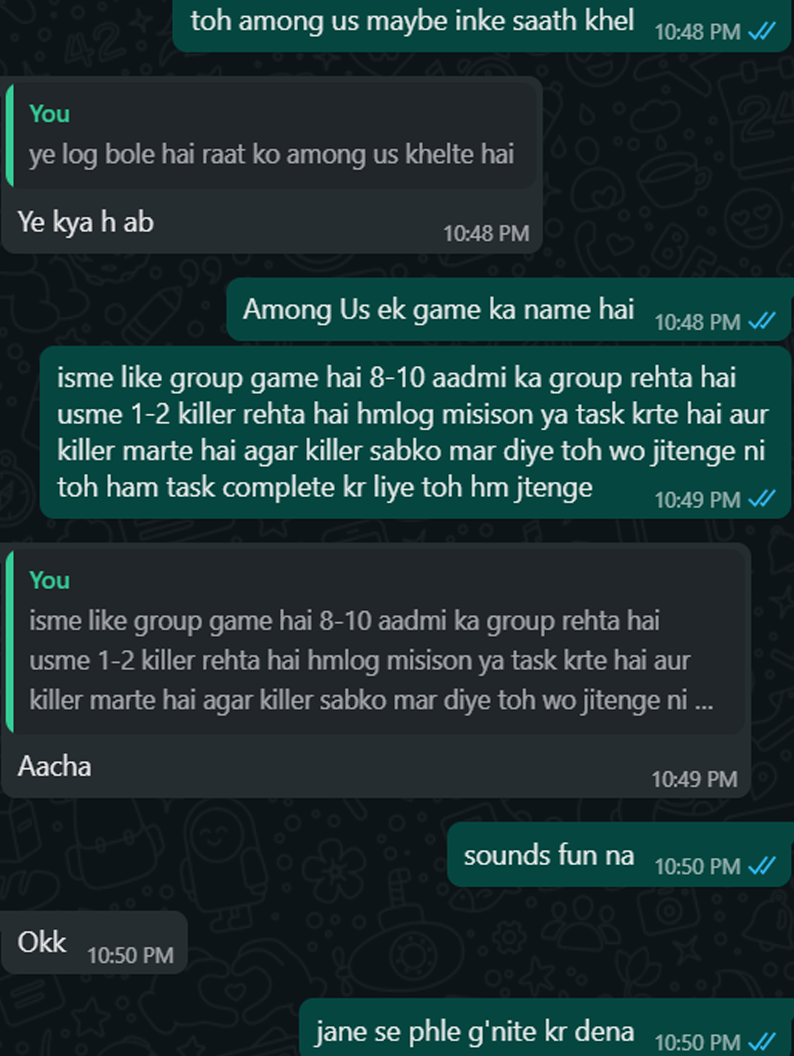 toh among us maybe inke saath khel
10:48 PM
You
ye log bole hai raat ko among us khelte hai
Ye kya h ab
10:48 PM
Among Us ek game ka name hai
10:48 PM
isme like group game hai 8-10 aadmi ka group rehta hai
usme 1-2 killer rehta hai hmlog misison ya task krte hai aur
killer marte hai agar killer sabko mar diye toh wo jitenge ni
toh ham task complete kr liye toh hm jtenge
10:49 PM
You
isme like group game hai 8-10 aadmi ka group rehta hai
usme 1-2 killer rehta hai hmlog misison ya task krte hai aur
killer marte hai agar killer sabko mar diye toh wo jitenge ni ...
Aacha
10:49 PM
sounds fun na
10:50 PM
Okk
10:50 PM
jane se phle g'nite kr dena
10:50 PM